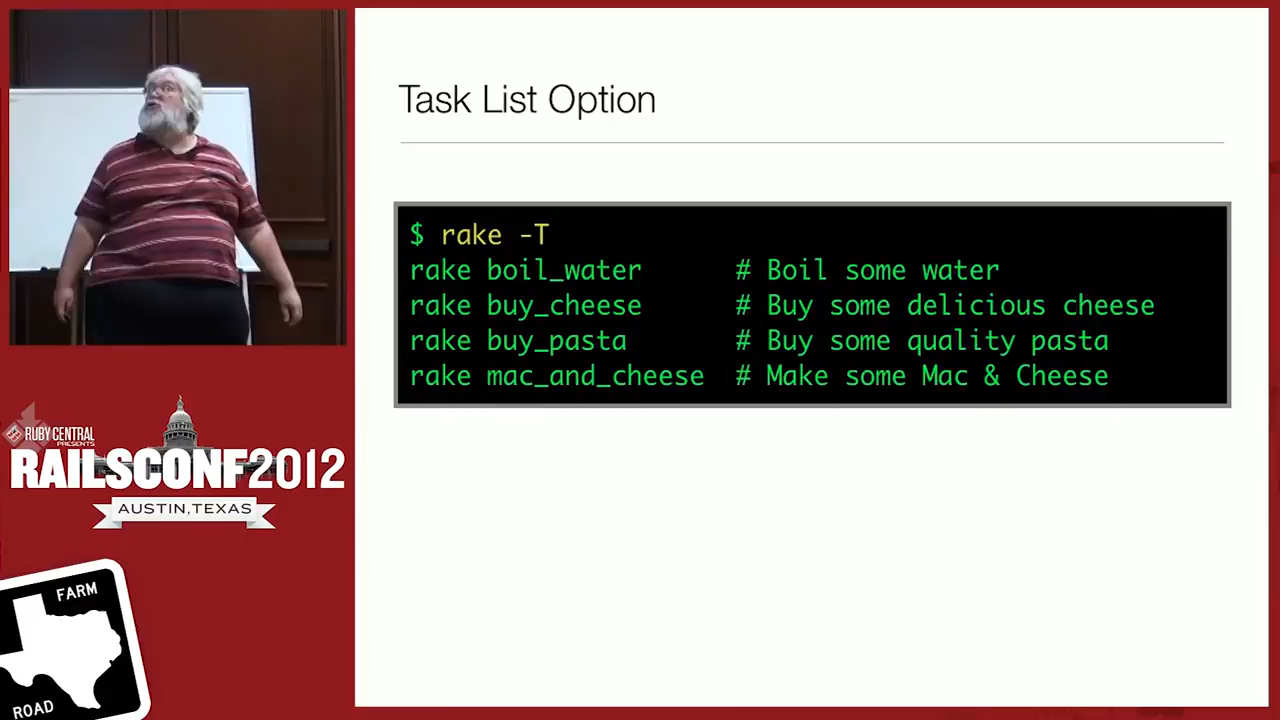 Task List Option
$ rake -T
rake boil_water # Boil some water
rake buy_cheese # Buy some delicious cheese
rake buy_pasta # Buy some quality pasta
rake mac_and_cheese # Make some Mac & Cheese
RUBY CENTRAL
PRESENTS
RAILSCONF2012
AUSTIN, TEXAS
FARM
ROAD